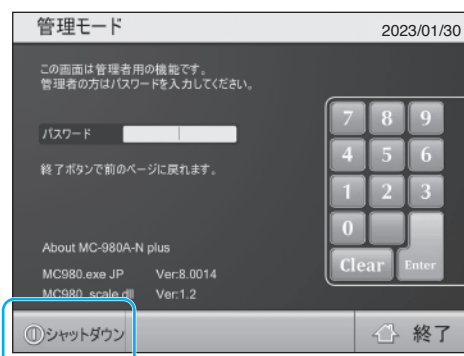 管理モード 2023/01/30
この画面は管理者用の機能です。
管理者の方はパスワードを入力してください。
パスワード
終了ボタンで前のページに戻れます。
7 8 9
4 5 6
1 2 3
0
Clear Enter
About MC-980A-N plus
MC980.exe JP Ver:8.0014
MC980_scale.dll Ver:1.2
シャットダウン 終了